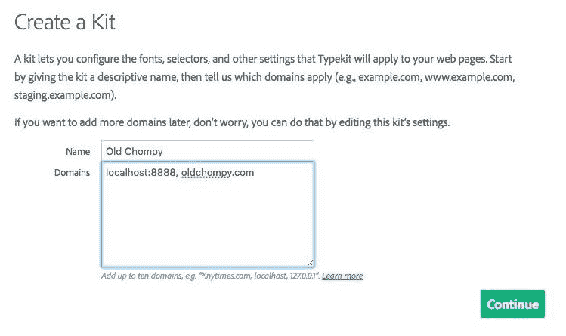 Create a Kit
A kit lets you configure the fonts, selectors, and other settings that Typekit will apply to your web pages. Start
by giving the kit a descriptive name, then tell us which domains apply (e.g., example.com, www.example.com,
staging.example.com).
If you want to add more domains later, don't worry, you can do that by editing this kit's settings.
Name Old Chompy
Domains localhost:8888, oldchompy.com
Add up to ten domains, e.g. "*.nytimes.com, localhost, 127.0.0.1". Learn more
Continue